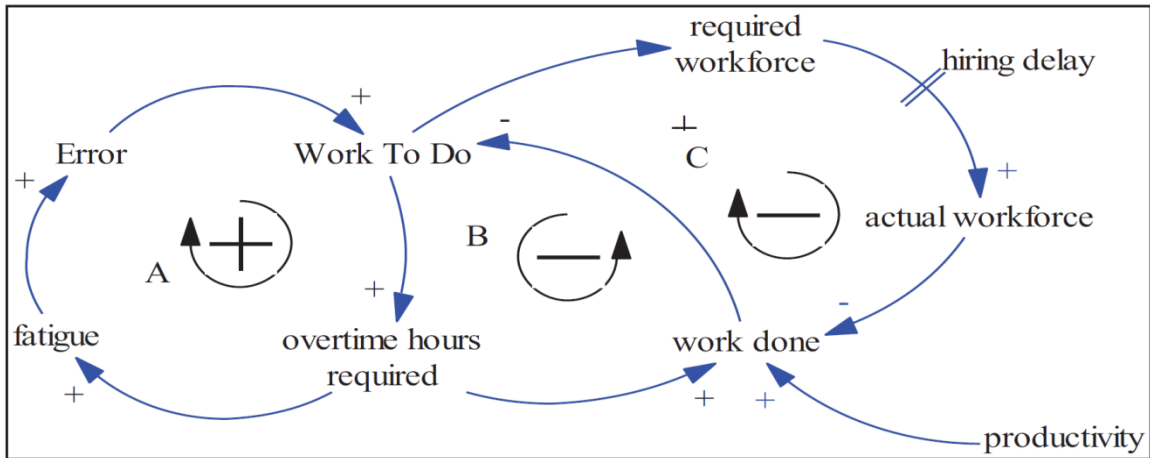 required
workforce
hiring delay
+
-
+
Error
Work To Do
C
+
+
actual workforce
+
-
B
A
+
-
-
fatigue
overtime hours
required
work done
+
+
+
productivity